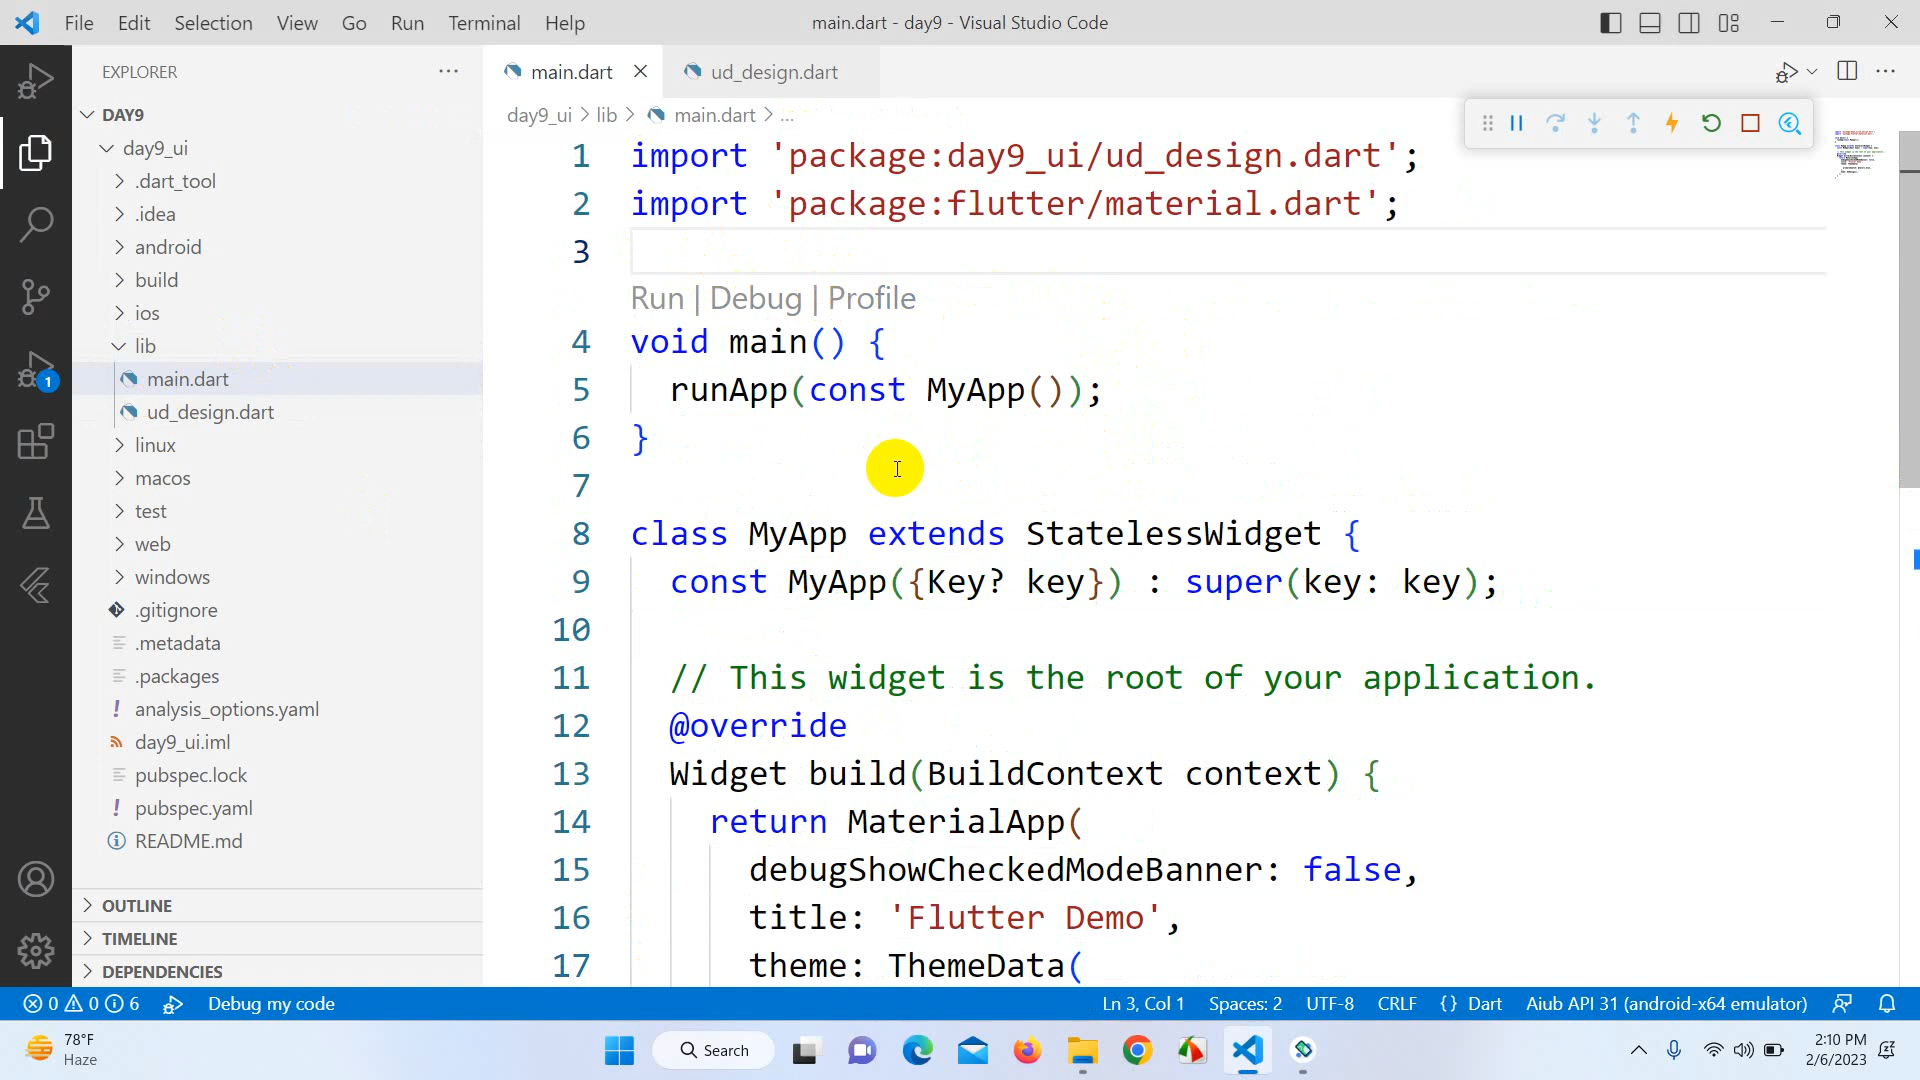 File Edit Selection View Go Run Terminal Help
main.dart - day9 - Visual Studio Code
EXPLORER
DAY9
day9_ui
.dart_tool
.idea
android
build
ios
lib
main.dart
ud_design.dart
linux
macos
test
web
windows
.gitignore
.metadata
.packages
analysis_options.yaml
day9_ui.iml
pubspec.lock
pubspec.yaml
README.md
OUTLINE
TIMELINE
DEPENDENCIES
1
main.dart
ud_design.dart
day9_ui > lib > main.dart > ...
1 import 'package:day9_ui/ud_design.dart';
2 import 'package:flutter/material.dart';
3
Run | Debug | Profile
4 void main() {
5 runApp(const MyApp());
6 }
7
8 class MyApp extends StatelessWidget {
9 const MyApp({Key? key}) : super(key: key);
10
11 // This widget is the root of your application.
12 @override
13 Widget build(BuildContext context) {
14 return MaterialApp(
15 debugShowCheckedModeBanner: false,
16 title: 'Flutter Demo',
17 theme: ThemeData(
0 0 6 Debug my code
Ln 3, Col 1 Spaces: 2 UTF-8 CRLF {} Dart Aiub API 31 (android-x64 emulator)
78°F
Haze
Search
2:10 PM
2/6/2023